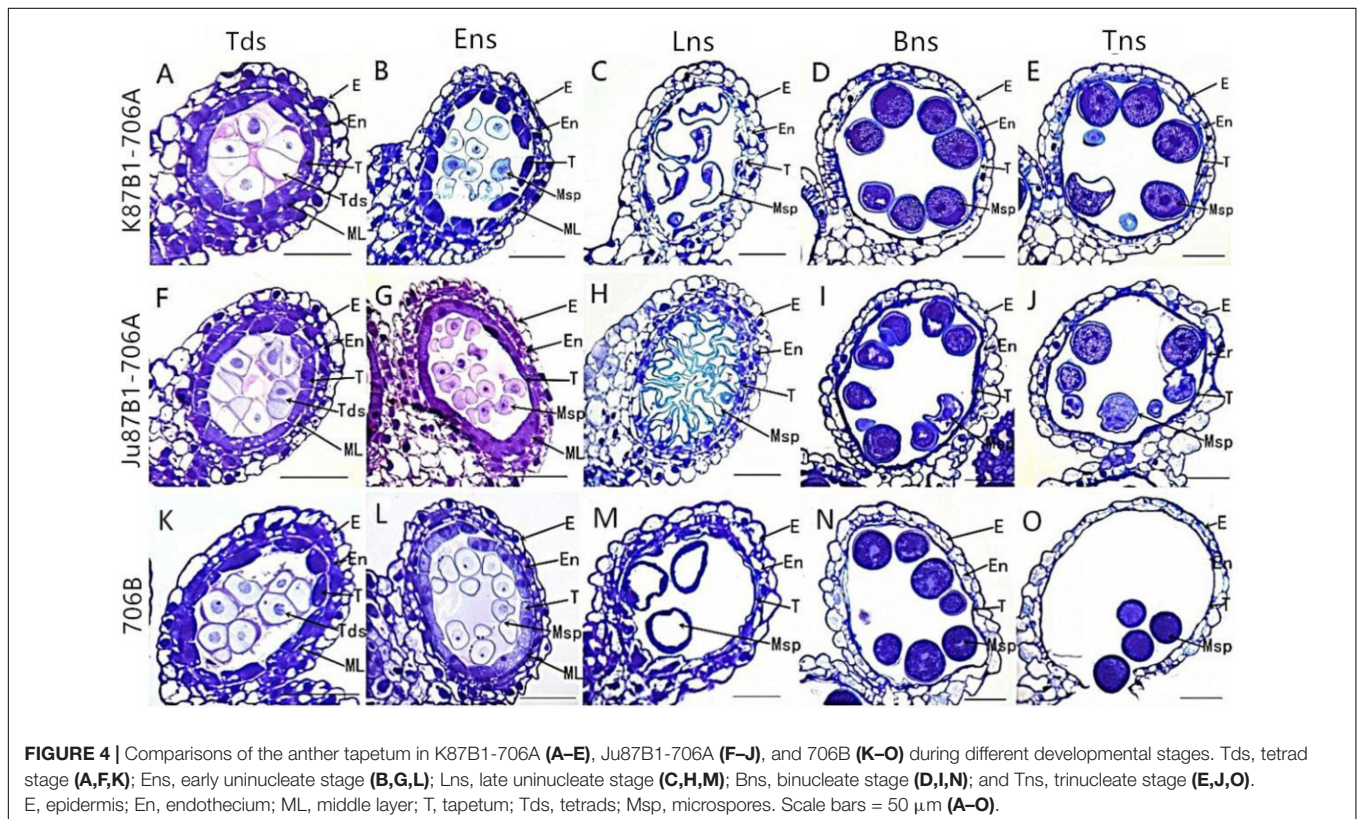 Tds Ens Lns Bns Tns
K87B1-706A
A E En T Tds ML
B E En T Msp ML
C E En T Msp
D E En T Msp
E E En T Msp
Ju87B1-706A
F E En T Tds ML
G E En T Msp ML
H E En T Msp
I E En T
J E Er T Msp
706B
K E En T Tds ML
L E En T Msp ML
M E En T Msp
N E En T Msp
O E En T Msp
FIGURE 4 | Comparisons of the anther tapetum in K87B1-706A (A–E), Ju87B1-706A (F–J), and 706B (K–O) during different developmental stages. Tds, tetrad
stage (A,F,K); Ens, early uninucleate stage (B,G,L); Lns, late uninucleate stage (C,H,M); Bns, binucleate stage (D,I,N); and Tns, trinucleate stage (E,J,O).
E, epidermis; En, endothecium; ML, middle layer; T, tapetum; Tds, tetrads; Msp, microspores. Scale bars = 50 μm (A–O).